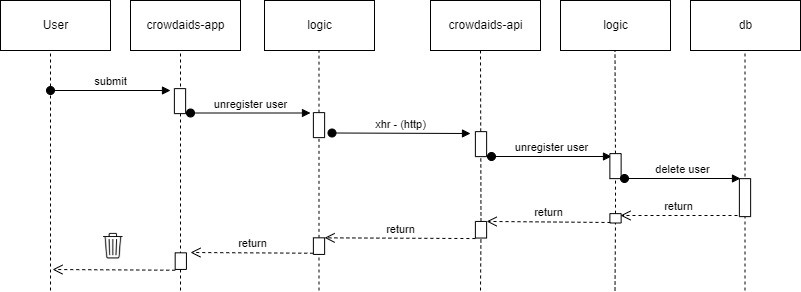 User
crowdaids-app
logic
crowdaids-api
logic
db
submit
unregister user
xhr - (http)
unregister user
delete user
return
return
return
return